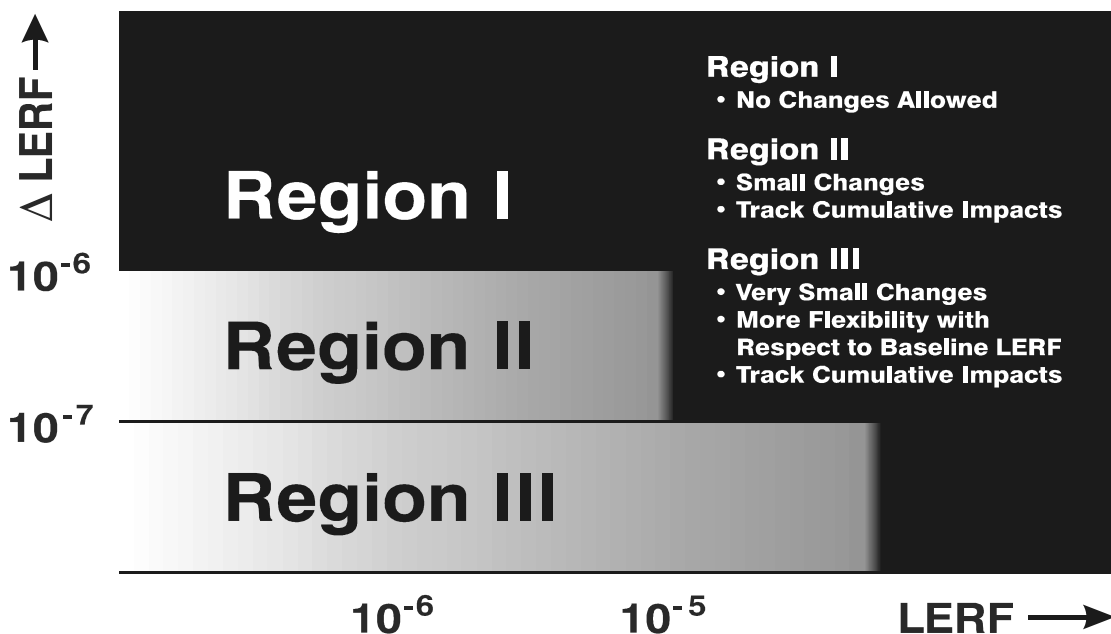 Δ LERF
Region I
• No Changes Allowed
Region II
• Small Changes
• Track Cumulative Impacts
Region III
• Very Small Changes
• More Flexibility with
Respect to Baseline LERF
• Track Cumulative Impacts
Region I
10⁻⁶
Region II
10⁻⁷
Region III
10⁻⁶ 10⁻⁵ LERF